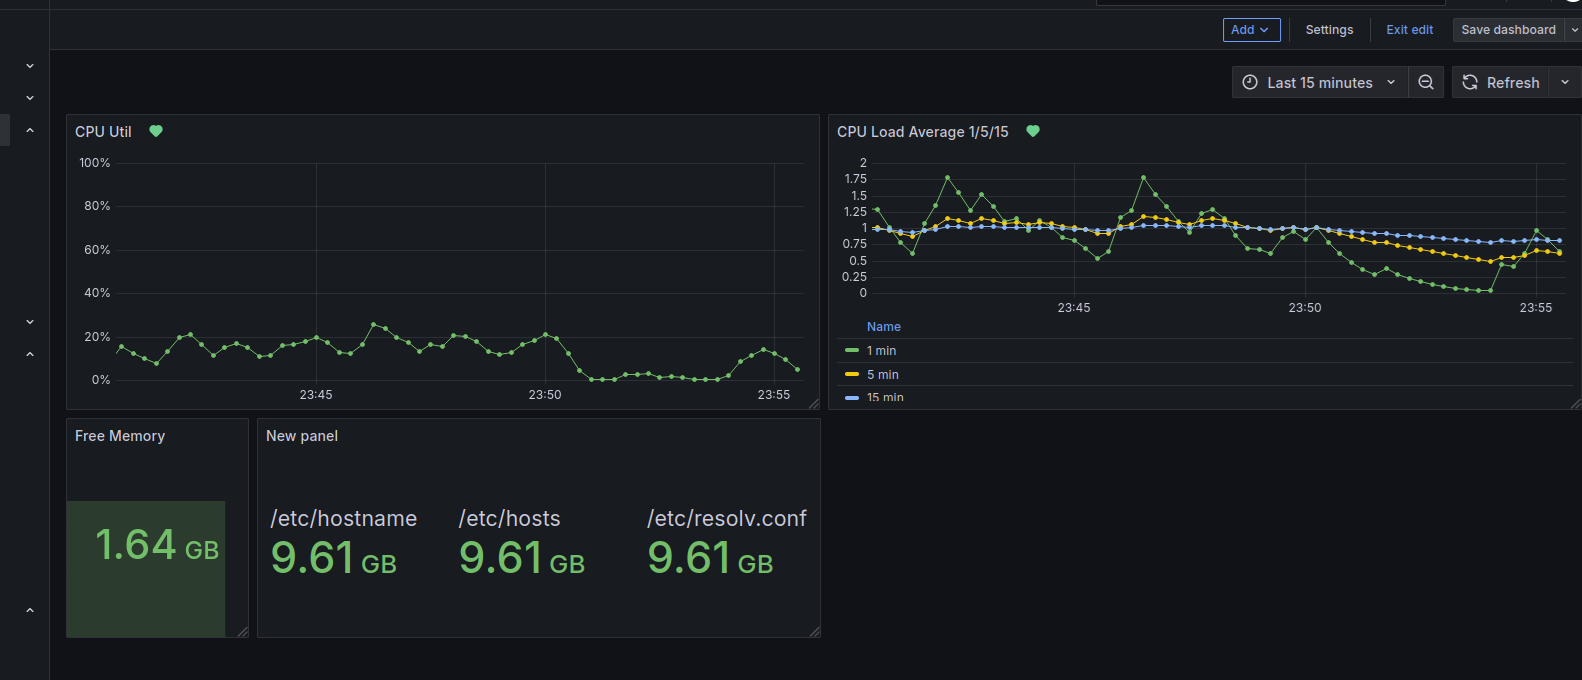 Add
Settings
Exit edit
Save dashboard
Last 15 minutes
Refresh
CPU Util
100%
80%
60%
40%
20%
0%
23:45
23:50
23:55
CPU Load Average 1/5/15
2
1.75
1.5
1.25
1
0.75
0.5
0.25
0
23:45
23:50
23:55
Name
1 min
5 min
15 min
Free Memory
1.64 GB
New panel
/etc/hostname
9.61 GB
/etc/hosts
9.61 GB
/etc/resolv.conf
9.61 GB